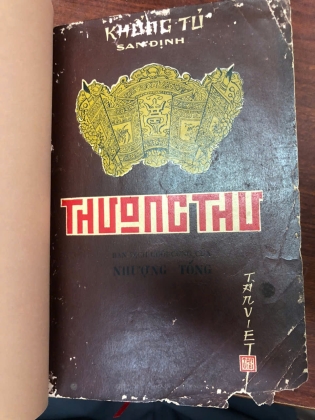 KHỔNG TỬ
SAN ĐỊNH
THƯỢNG THƯ
NHƯỢNG TỐNG
TÂN VIỆT